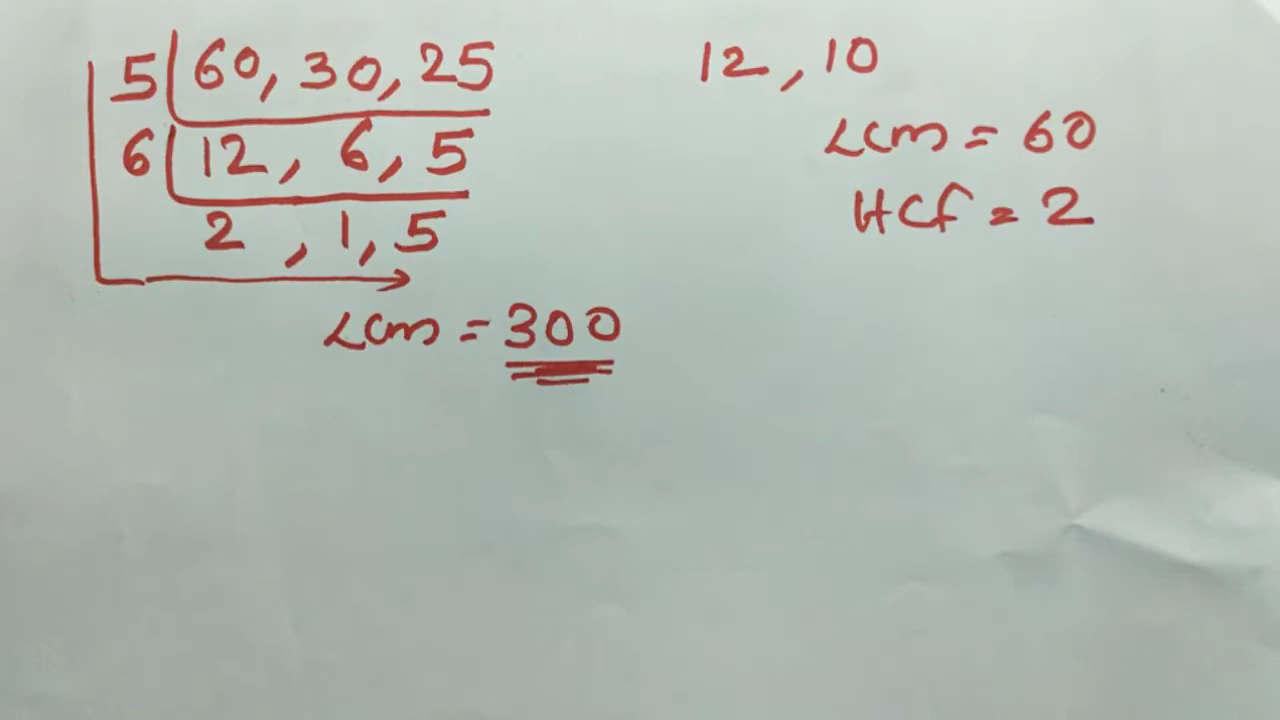 5 60, 30, 25
6 12, 6, 5
2, 1, 5
Lcm = 300
12, 10
Lcm = 60
HCf = 2